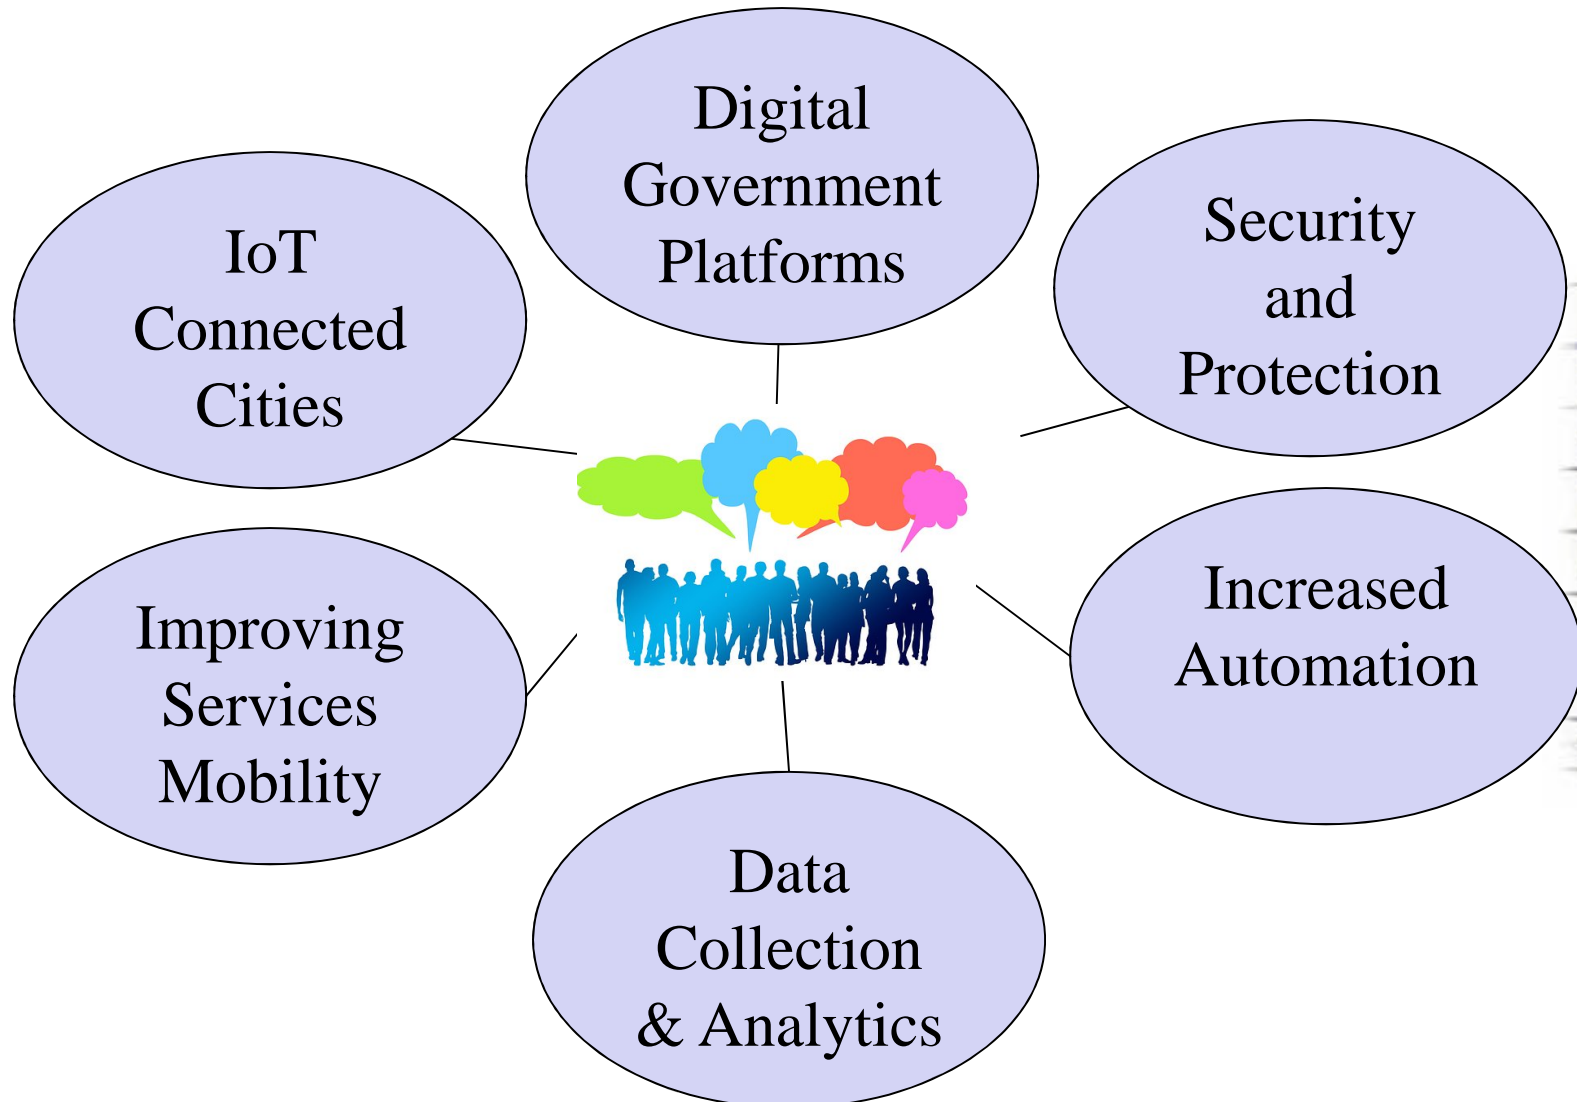 Digital
Government
Platforms
IoT
Connected
Cities
Security
and
Protection
Improving
Services
Mobility
Increased
Automation
Data
Collection
& Analytics